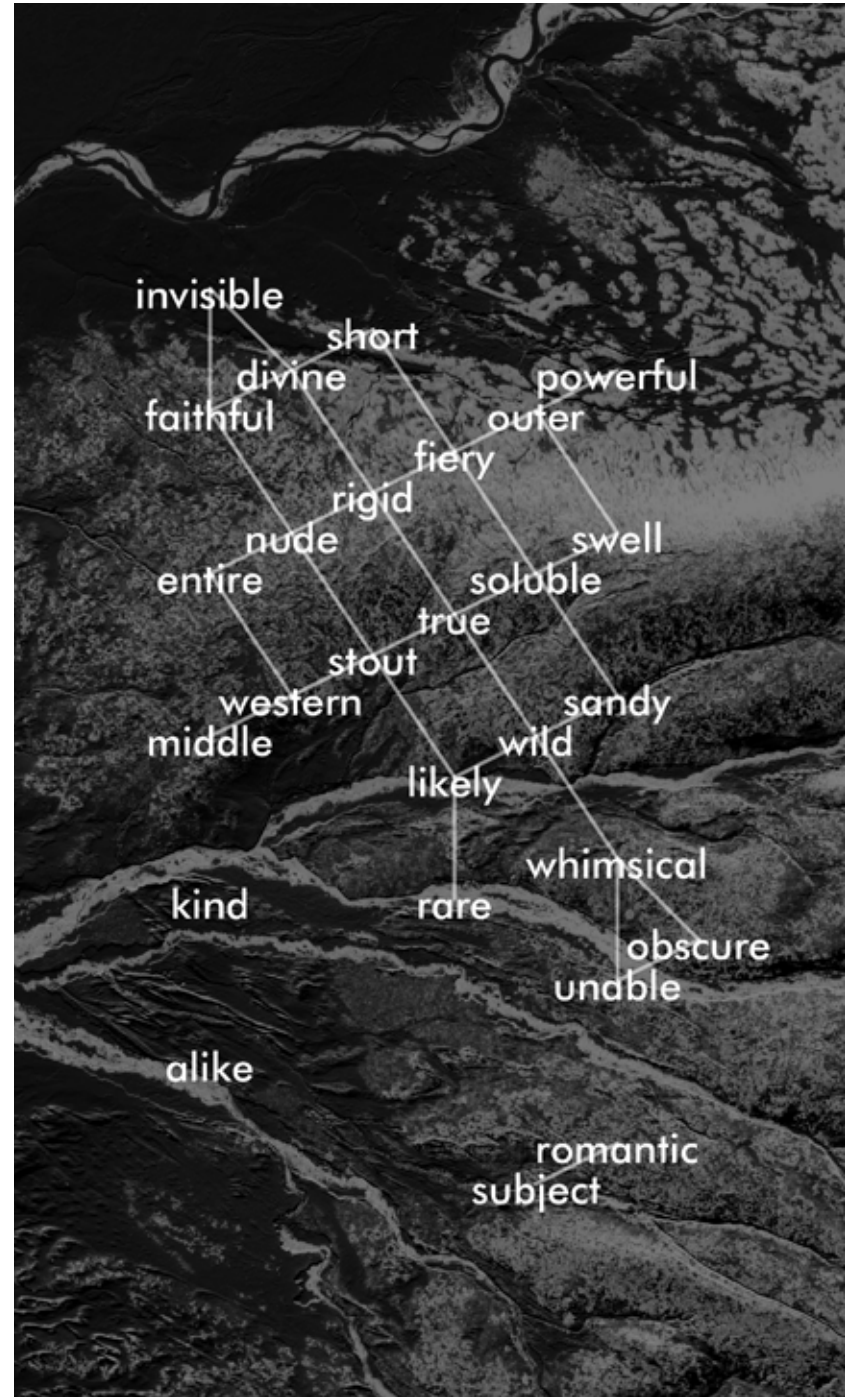 invisible
short
divine
powerful
faithful
outer
fiery
rigid
nude
swell
entire
soluble
true
stout
western
sandy
middle
wild
likely
whimsical
kind
rare
obscure
unable
alike
romantic
subject